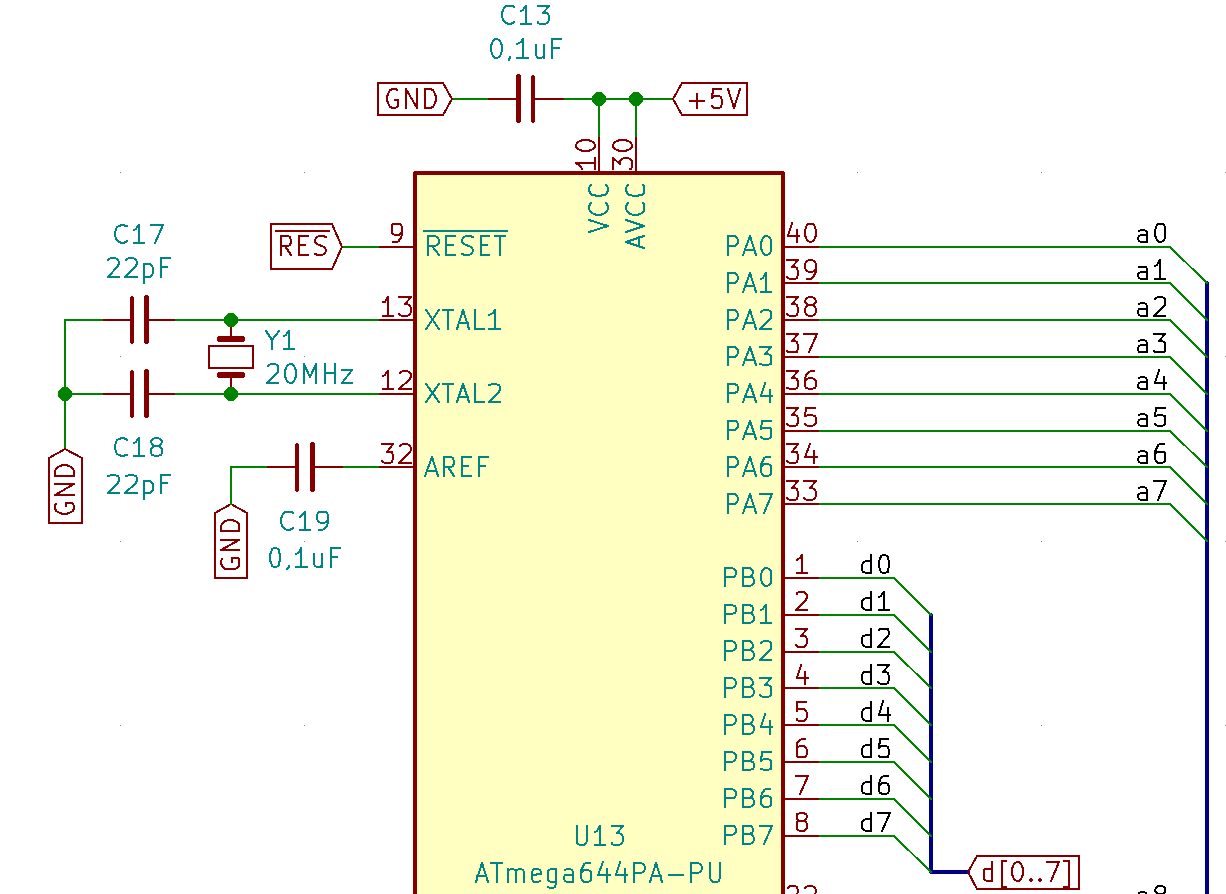 C13
0,1uF
GND
+5V
10
30
VCC
AVCC
RES
9
RESET
PA0
40
a0
C17
22pF
PA1
39
a1
13
XTAL1
PA2
38
a2
Y1
20MHz
PA3
37
a3
12
XTAL2
PA4
36
a4
C18
22pF
PA5
35
a5
32
AREF
PA6
34
a6
GND
PA7
33
a7
C19
0,1uF
GND
PB0
1
d0
PB1
2
d1
PB2
3
d2
PB3
4
d3
PB4
5
d4
PB5
6
d5
PB6
7
d6
PB7
8
d7
U13
ATmega644PA-PU
d[0..7]
a8